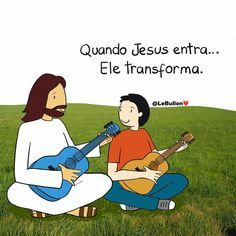 Quando Jesus entra...
Ele transforma.
@LeBullon❤️